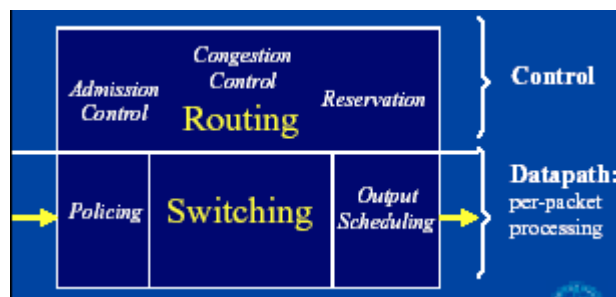 Congestion
Control
Admission
Control
Routing
Reservation
Control
Policing
Switching
Output
Scheduling
Datapath:
per-packet
processing